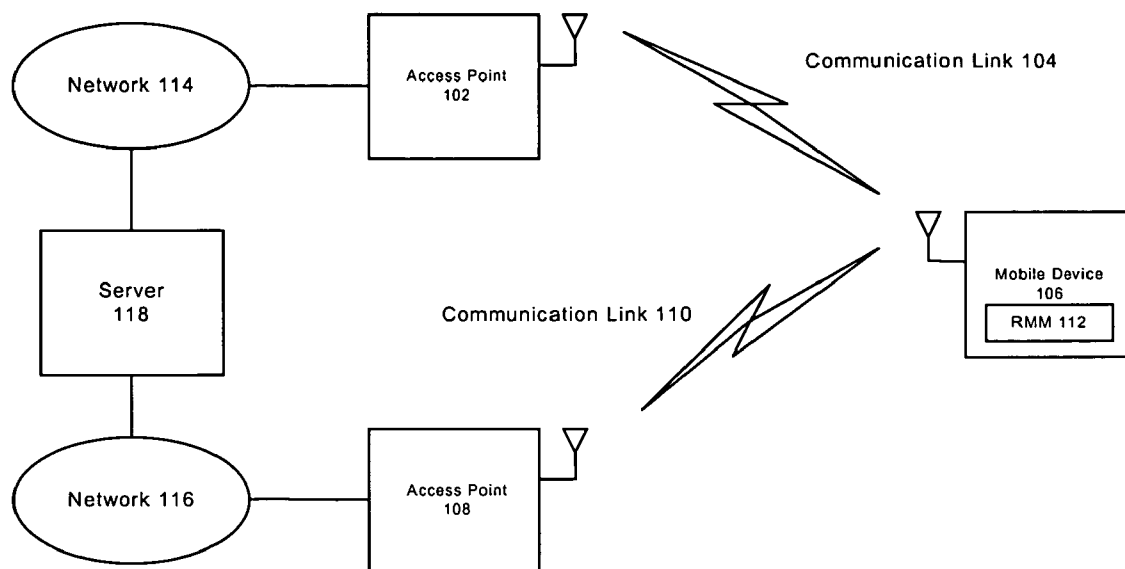 Network 114
Access Point
102
Communication Link 104
Server
118
Communication Link 110
Mobile Device
106
RMM 112
Network 116
Access Point
108